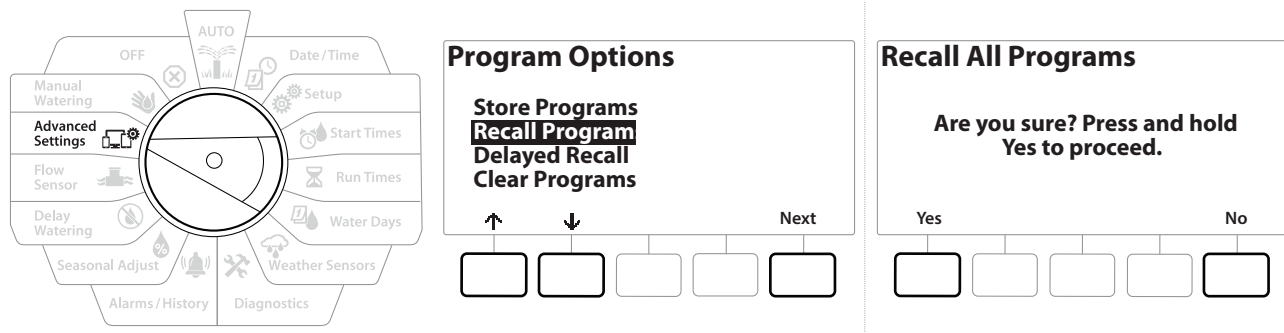 AUTO
Date/Time
Setup
Start Times
Run Times
Water Days
Weather Sensors
Diagnostics
Alarms/History
Seasonal Adjust
Delay
Watering
Flow
Sensor
Advanced
Settings
Manual
Watering
OFF
Program Options
Store Programs
Recall Program
Delayed Recall
Clear Programs
Next
Recall All Programs
Are you sure? Press and hold
Yes to proceed.
Yes
No